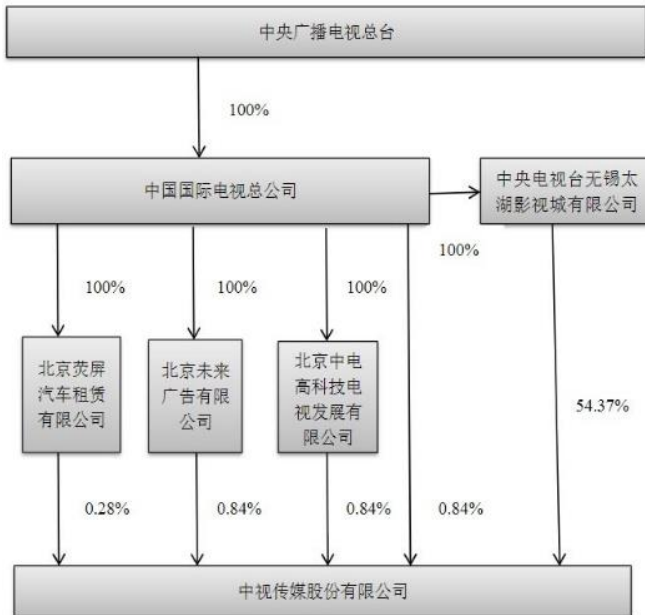 中央广播电视总台
100%
中国国际电视总公司
中央电视台无锡太
湖影视城有限公司
100%
100%
100%
100%
北京荧屏
汽车租赁
有限公司
北京未来
广告有限
公司
北京中电
高科技电
视发展有
限公司
54.37%
0.28%
0.84%
0.84%
0.84%
中视传媒股份有限公司